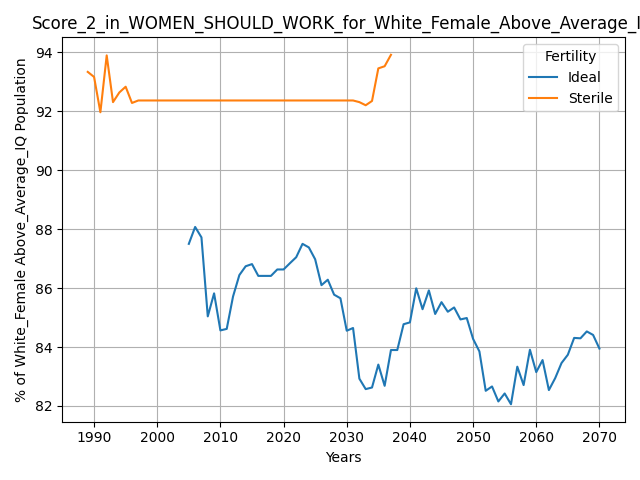 Score_2_in_WOMEN_SHOULD_WORK_for_White_Female_Above_Average_I
Fertility
Ideal
Sterile
% of White_Female Above_Average_IQ Population
94
92
90
88
86
84
82
1990 2000 2010 2020 2030 2040 2050 2060 2070
Years